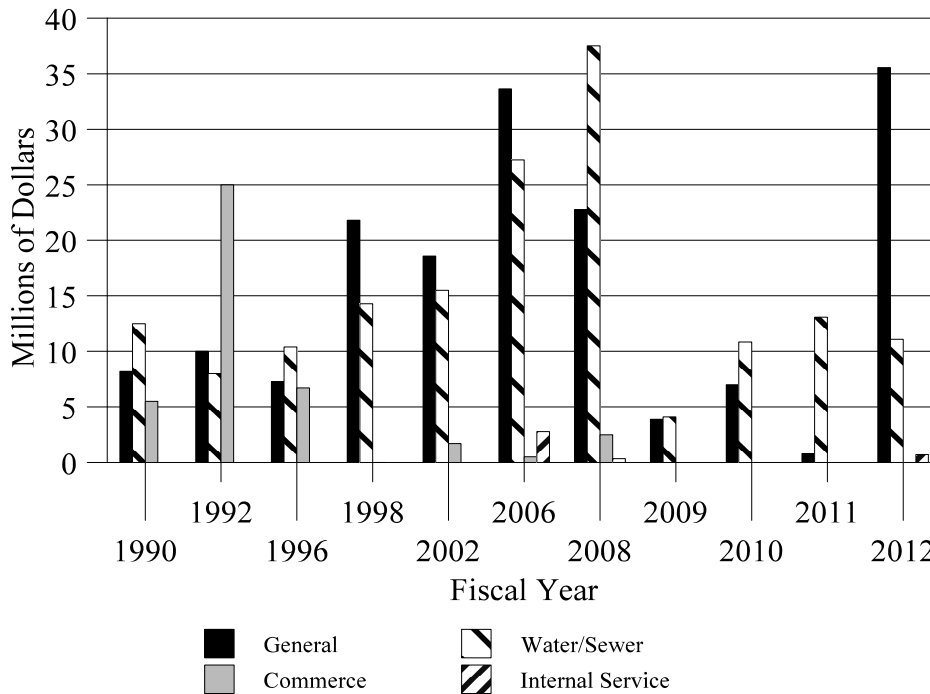 40
35
30
25
20
15
10
5
0
Millions of Dollars
1992 1998 2006 2009 2011
1990 1996 2002 2008 2010 2012
Fiscal Year
General Water/Sewer
Commerce Internal Service